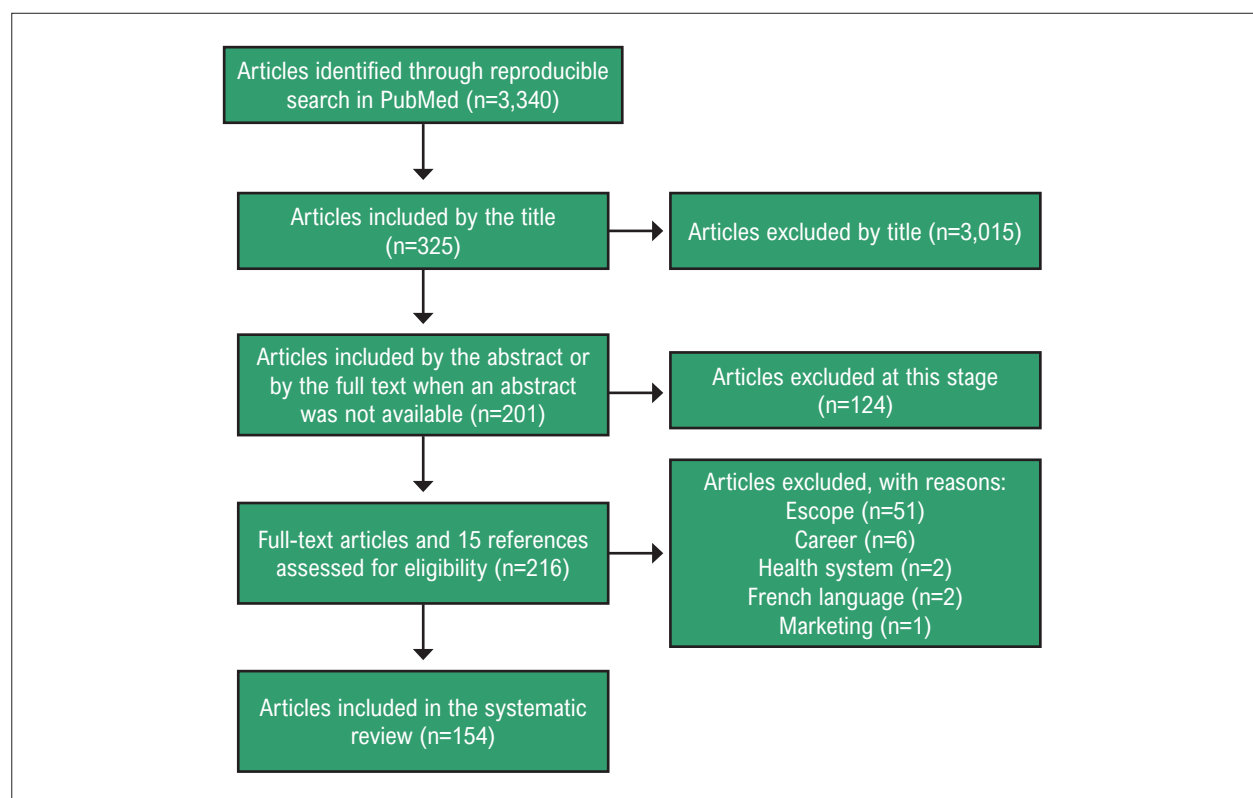 Articles identified through reproducible
search in PubMed (n=3,340)
Articles included by the title
(n=325)
Articles excluded by title (n=3,015)
Articles included by the abstract or
by the full text when an abstract
was not available (n=201)
Articles excluded at this stage
(n=124)
Full-text articles and 15 references
assessed for eligibility (n=216)
Articles excluded, with reasons:
Escope (n=51)
Career (n=6)
Health system (n=2)
French language (n=2)
Marketing (n=1)
Articles included in the systematic
review (n=154)